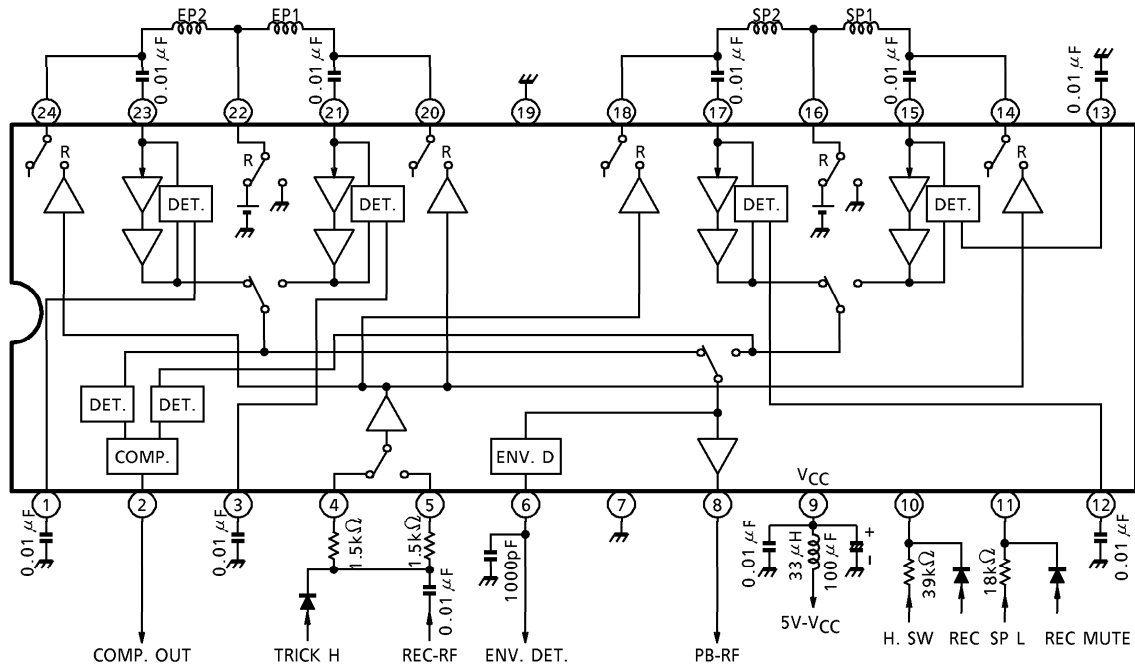 EP2 EP1 SP2 SP1
0.01 μF 0.01 μF 0.01 μF 0.01 μF 0.01 μF
24 23 22 21 20 19 18 17 16 15 14 13
R R R R R R
DET. DET. DET. DET.
DET. DET.
COMP. ENV. D
VCC
1 2 3 4 5 6 7 8 9 10 11 12
0.01 μF 0.01 μF 1.5kΩ 1.5kΩ 0.01 μF 1000pF 0.01 μF 33 μH 100 μF + - 39kΩ 18kΩ 0.01 μF
5V-VCC
H. SW REC SP L REC MUTE
COMP. OUT TRICK H REC-RF ENV. DET. PB-RF